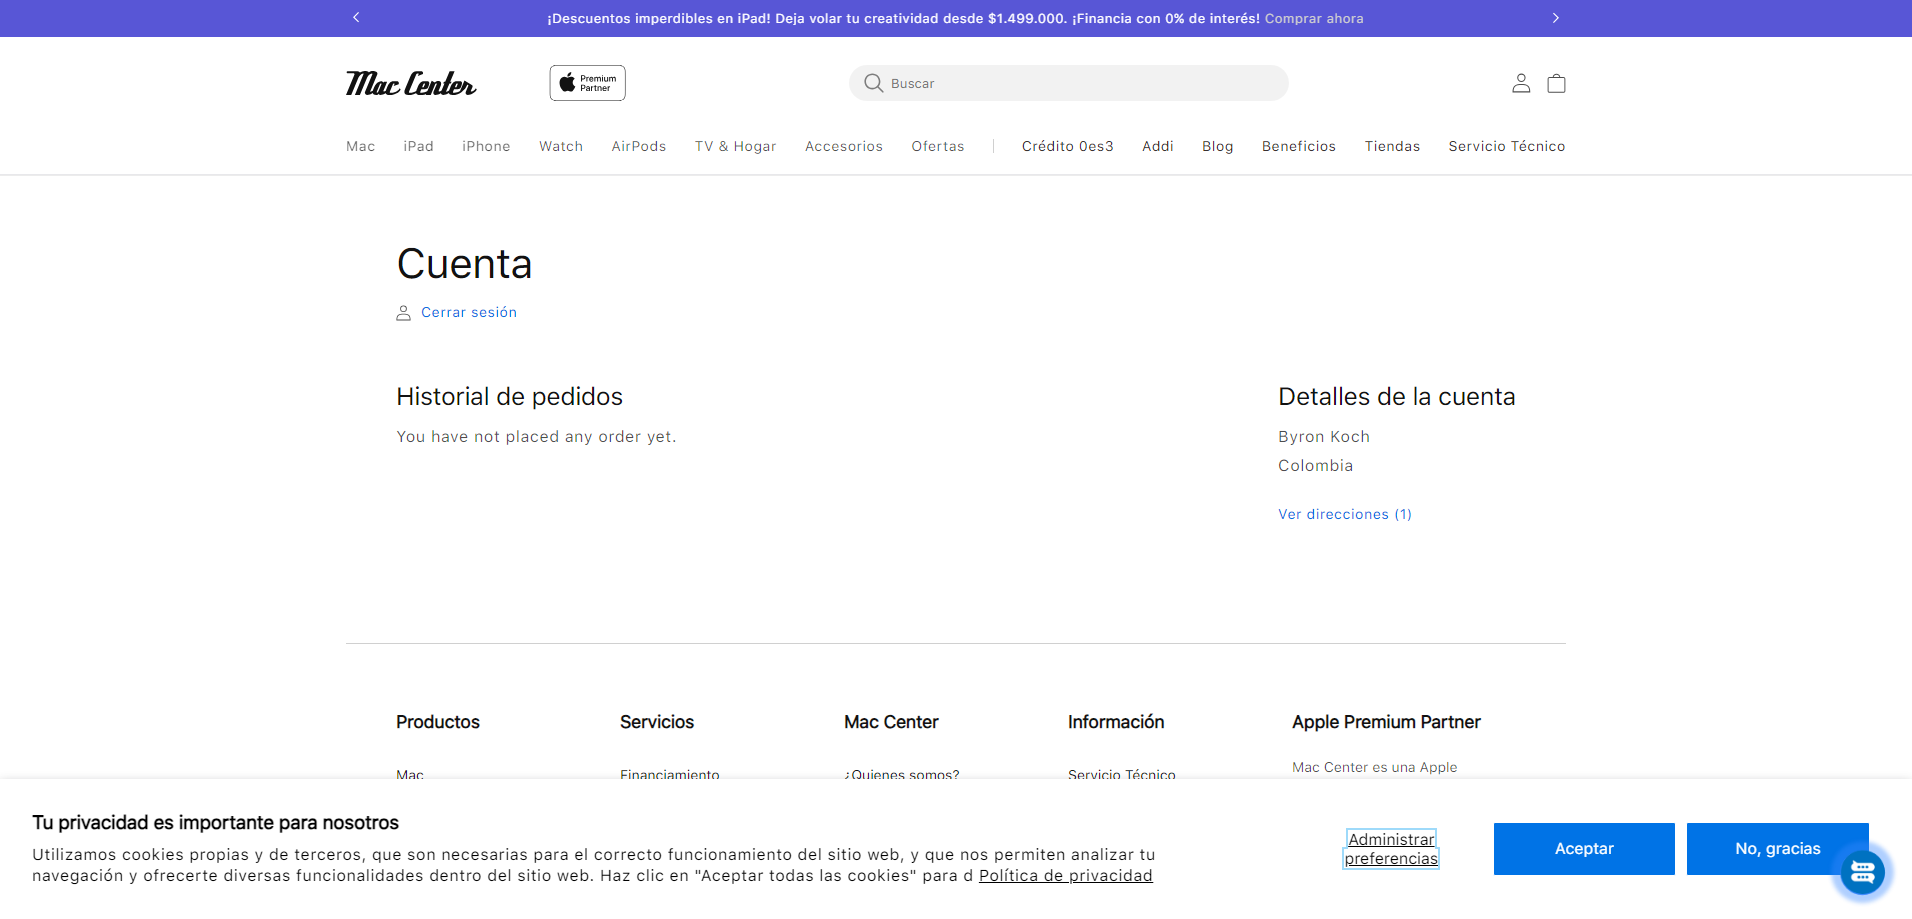 ¡Descuentos imperdibles en iPad! Deja volar tu creatividad desde $1.499.000. ¡Financia con 0% de interés! Comprar ahora
Mac Center
Premium
Partner
Buscar
Mac iPad iPhone Watch AirPods TV & Hogar Accesorios Ofertas Crédito 0es3 Addi Blog Beneficios Tiendas Servicio Técnico
Cuenta
Cerrar sesión
Historial de pedidos
You have not placed any order yet.
Detalles de la cuenta
Byron Koch
Colombia
Ver direcciones (1)
Productos
Mac
Servicios
Financiamiento
Mac Center
¿Quienes somos?
Información
Servicio Técnico
Apple Premium Partner
Mac Center es una Apple
Tu privacidad es importante para nosotros
Utilizamos cookies propias y de terceros, que son necesarias para el correcto funcionamiento del sitio web, y que nos permiten analizar tu
navegación y ofrecerte diversas funcionalidades dentro del sitio web. Haz clic en "Aceptar todas las cookies" para d Política de privacidad
Administrar
preferencias
Aceptar
No, gracias